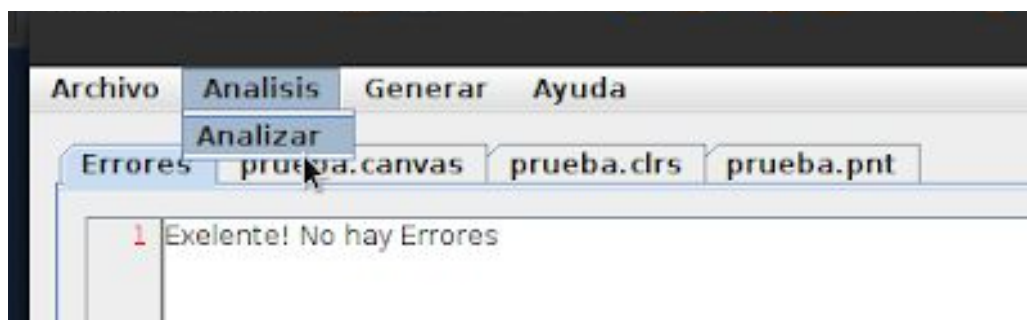 Archivo Analisis Generar Ayuda
Analizar
Errores prueba.canvas prueba.clrs prueba.pnt
1 Exelente! No hay Errores